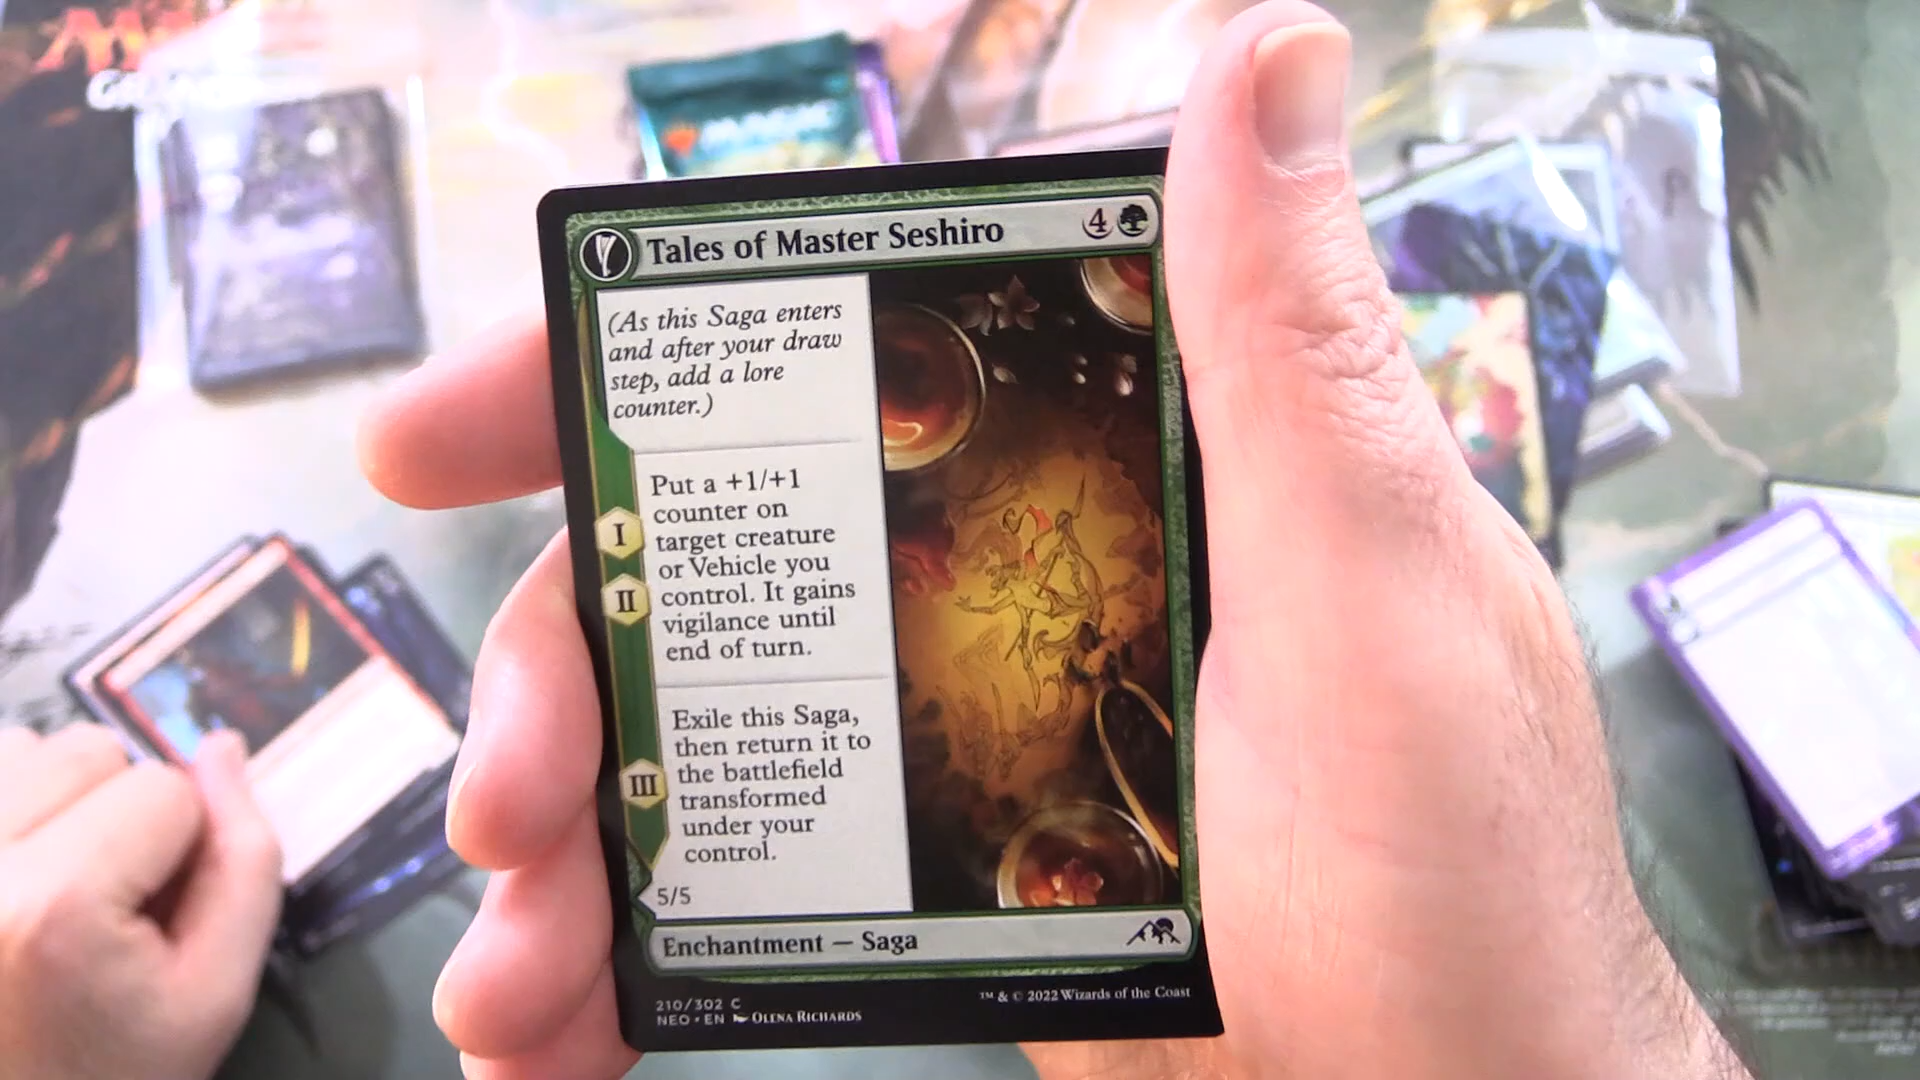 MAGIC
Tales of Master Seshiro
4
(As this Saga enters
and after your draw
step, add a lore
counter.)
I
II
Put a +1/+1
counter on
target creature
or Vehicle you
control. It gains
vigilance until
end of turn.
III
Exile this Saga,
then return it to
the battlefield
transformed
under your
control.
5/5
Enchantment — Saga
210/302 C
NEO • EN Olena Richards
™ & © 2022 Wizards of the Coast